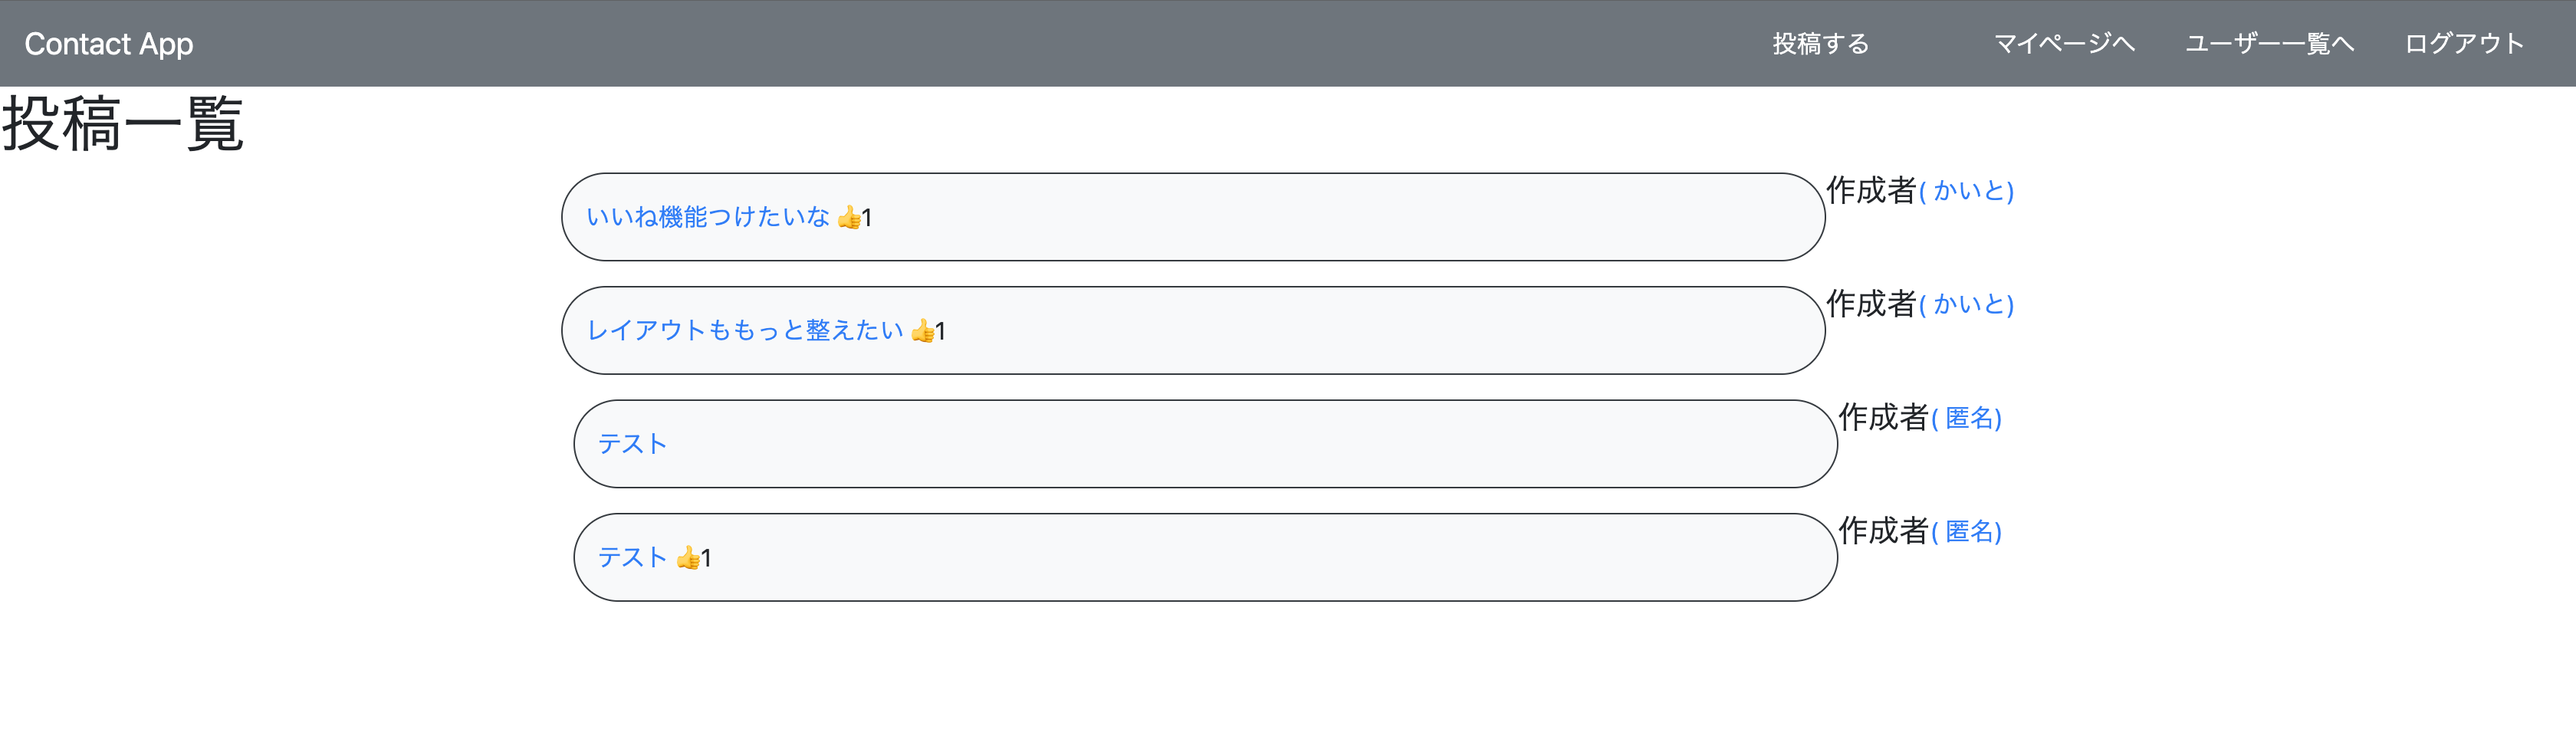 Contact App 投稿する マイページへ ユーザー一覧へ ログアウト
投稿一覧
いいね機能つけたいな 👍1 作成者( かいと)
レイアウトももっと整えたい 👍1 作成者( かいと)
テスト 作成者( 匿名)
テスト 👍1 作成者( 匿名)